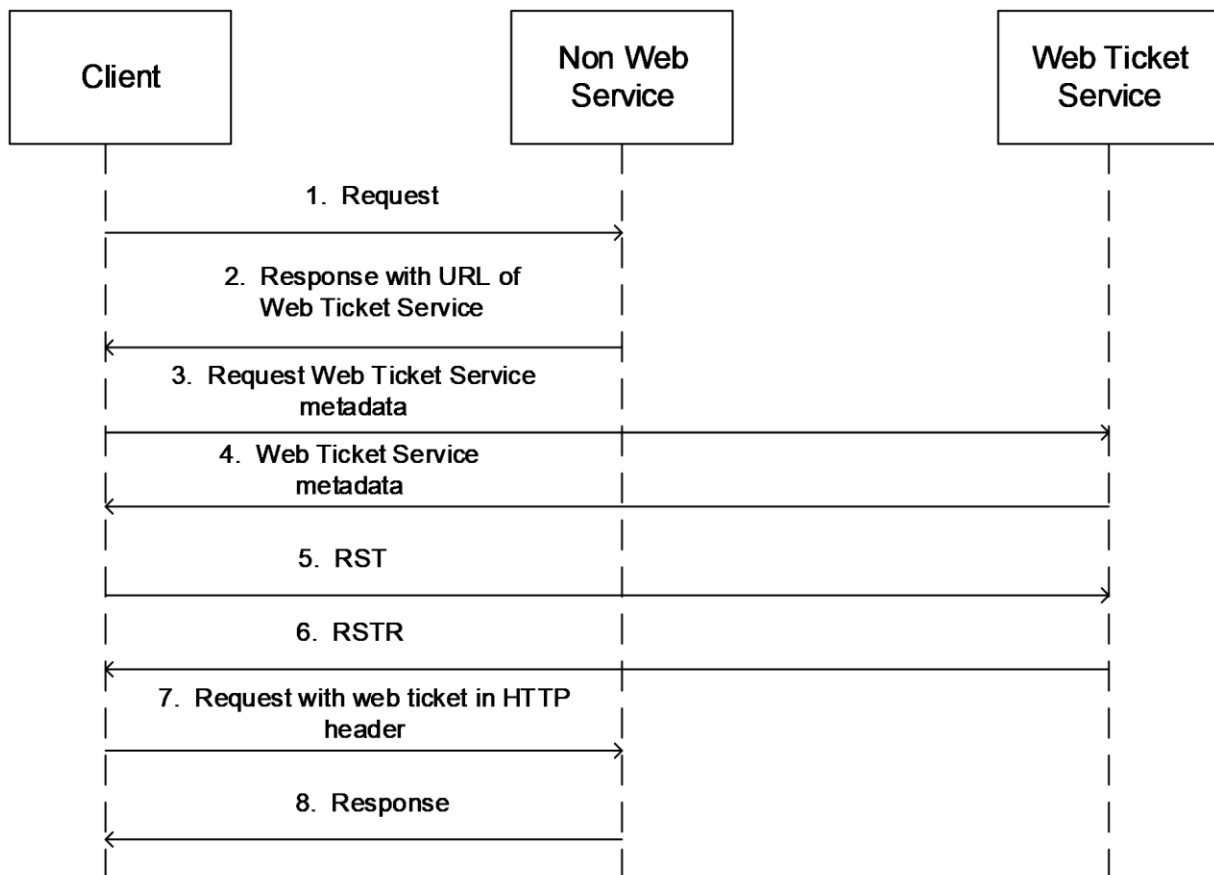 Client
Non Web
Service
Web Ticket
Service
1. Request
2. Response with URL of
Web Ticket Service
3. Request Web Ticket Service
metadata
4. Web Ticket Service
metadata
5. RST
6. RSTR
7. Request with web ticket in HTTP
header
8. Response